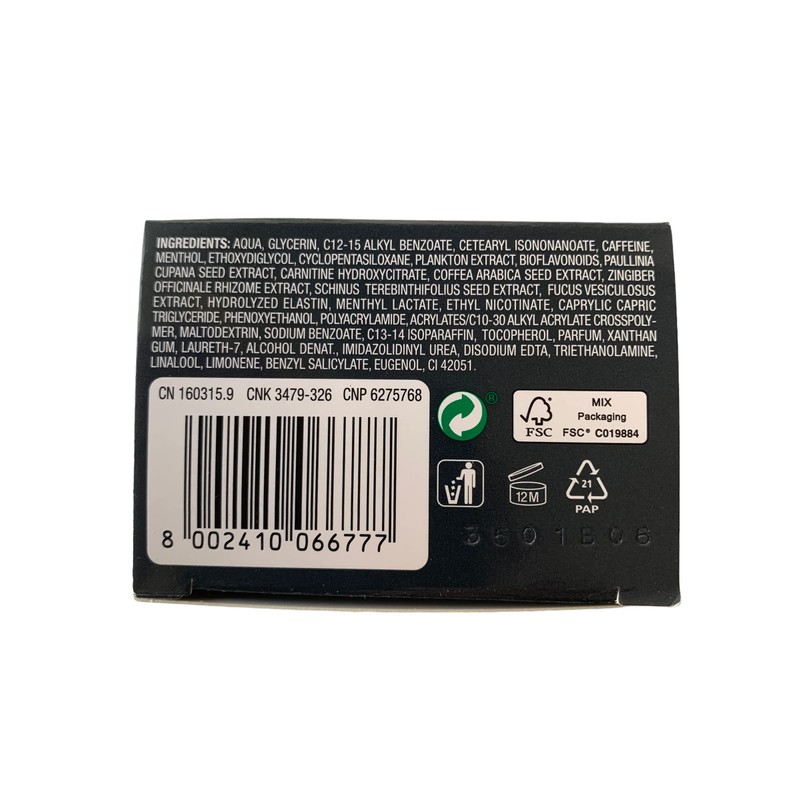 INGREDIENTS: AQUA, GLYCERIN, C12-15 ALKYL BENZOATE, CETEARYL ISONONANOATE, CAFFEINE,
MENTHOL, ETHOXYDIGLYCOL, CYCLOPENTASILOXANE, PLANKTON EXTRACT, BIOFLAVONOIDS, PAULLINIA
CUPANA SEED EXTRACT, CARNITINE HYDROXYCITRATE, COFFEA ARABICA SEED EXTRACT, ZINGIBER
OFFICINALE RHIZOME EXTRACT, SCHINUS TEREBINTHIFOLIUS SEED EXTRACT, FUCUS VESICULOSUS
EXTRACT, HYDROLYZED ELASTIN, MENTHYL LACTATE, ETHYL NICOTINATE, CAPRYLIC CAPRIC
TRIGLYCERIDE, PHENOXYETHANOL, POLYACRYLAMIDE, ACRYLATES/C10-30 ALKYL ACRYLATE CROSSPOLY-
MER, MALTODEXTRIN, SODIUM BENZOATE, C13-14 ISOPARAFFIN, TOCOPHEROL, PARFUM, XANTHAN
GUM, LAURETH-7, ALCOHOL DENAT., IMIDAZOLIDINYL UREA, DISODIUM EDTA, TRIETHANOLAMINE,
LINALOOL, LIMONENE, BENZYL SALICYLATE, EUGENOL, CI 42051.
CN 160315.9 CNK 3479-326 CNP 6275768
8 002410 066777
®
FSC
MIX
Packaging
FSC® C019884
12M
21
PAP